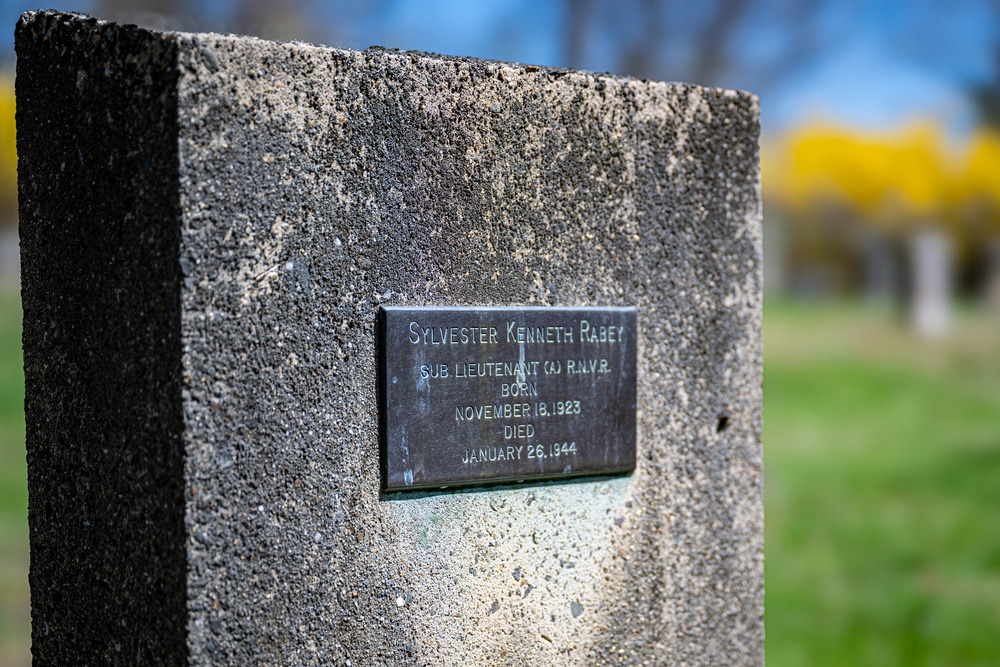 SYLVESTER KENNETH RABEY
SUB. LIEUTENANT (A) R.N.V.R.
BORN
NOVEMBER 18, 1923
DIED
JANUARY 26, 1944